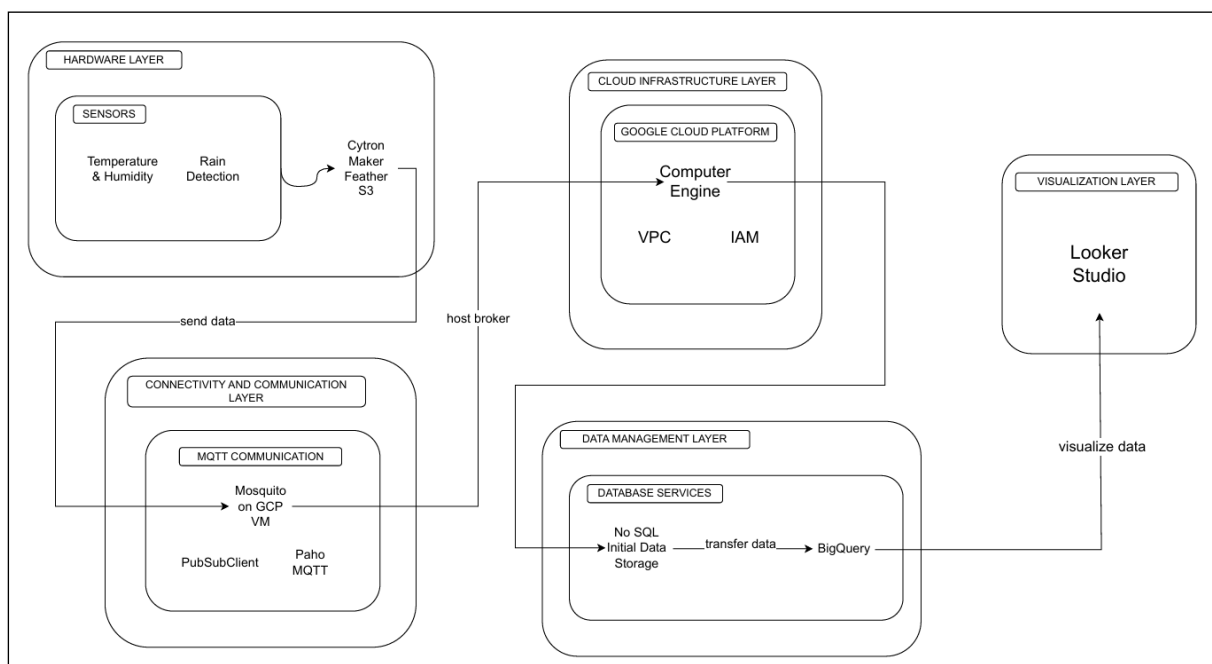 HARDWARE LAYER
SENSORS
Temperature
& Humidity
Rain
Detection
Cytron
Maker
Feather
S3
send data
CONNECTIVITY AND COMMUNICATION
LAYER
MQTT COMMUNICATION
Mosquito
on GCP
VM
PubSubClient
Paho
MQTT
host broker
CLOUD INFRASTRUCTURE LAYER
GOOGLE CLOUD PLATFORM
Computer
Engine
VPC
IAM
DATA MANAGEMENT LAYER
DATABASE SERVICES
No SQL
Initial Data
Storage
transfer data
BigQuery
visualize data
VISUALIZATION LAYER
Looker
Studio